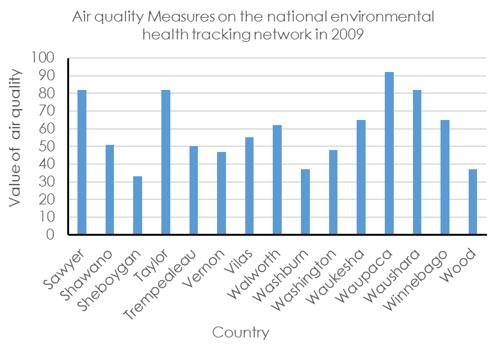 Air quality Measures on the national environmental
health tracking network in 2009
Value of air quality
100
90
80
70
60
50
40
30
20
10
0
Sawyer
Shawano
Sheboygan
Taylor
Trempealeau
Vernon
Vilas
Walworth
Washburn
Washington
Waukesha
Waupaca
Waushara
Winnebago
Wood
Country